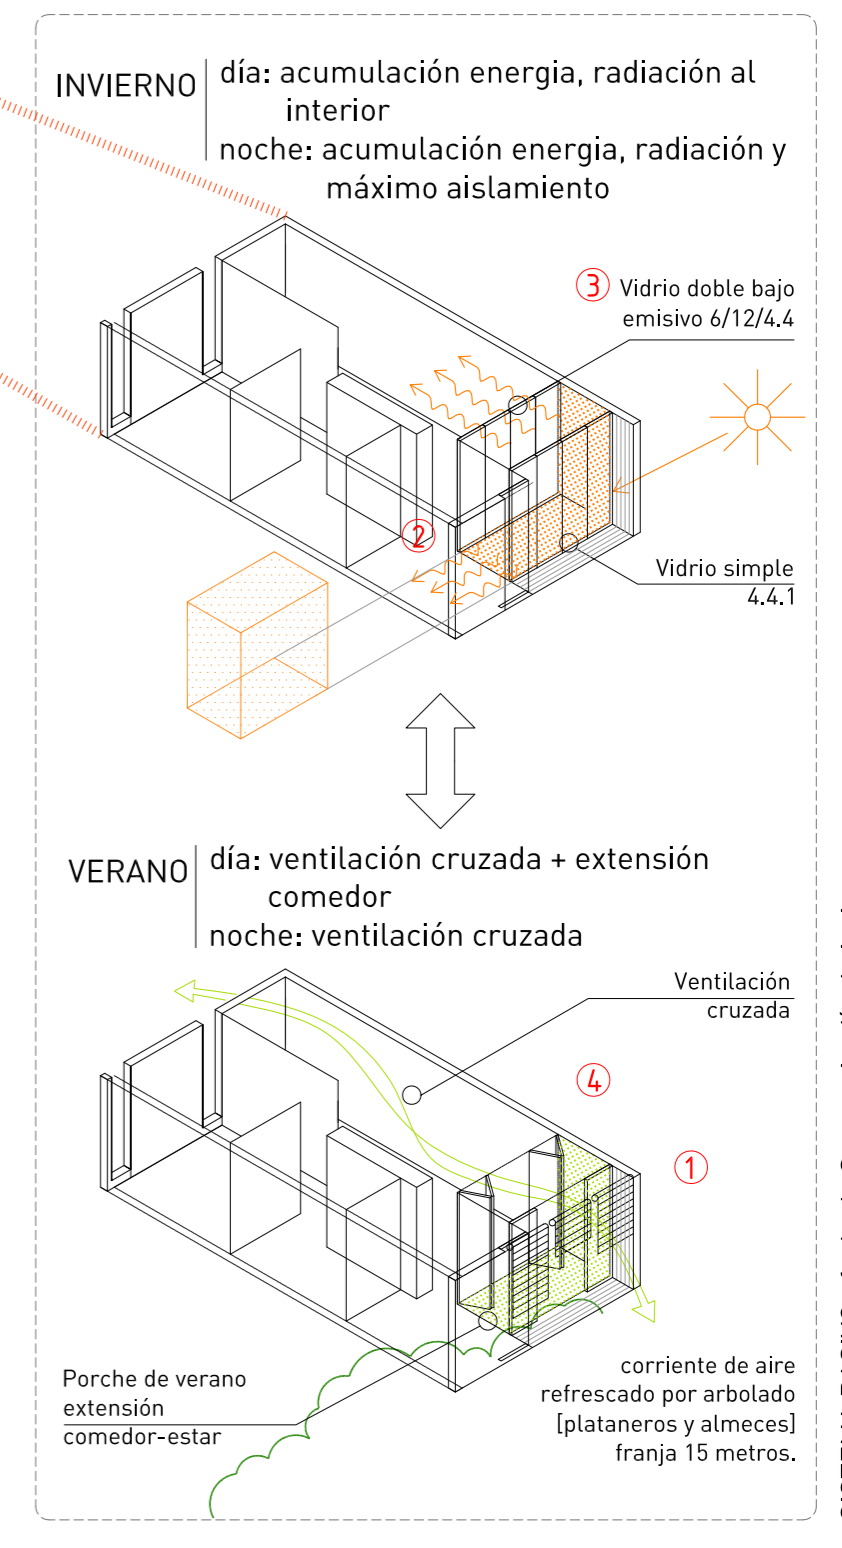 INVIERNO
día: acumulación energia, radiación al
interior
noche: acumulación energia, radiación y
máximo aislamiento
3
Vidrio doble bajo
emisivo 6/12/4.4
2
Vidrio simple
4.4.1
VERANO
día: ventilación cruzada + extensión
comedor
noche: ventilación cruzada
Ventilación
cruzada
4
1
Porche de verano
extensión
comedor-estar
corriente de aire
refrescado por arbolado
[plataneros y almeces]
franja 15 metros.